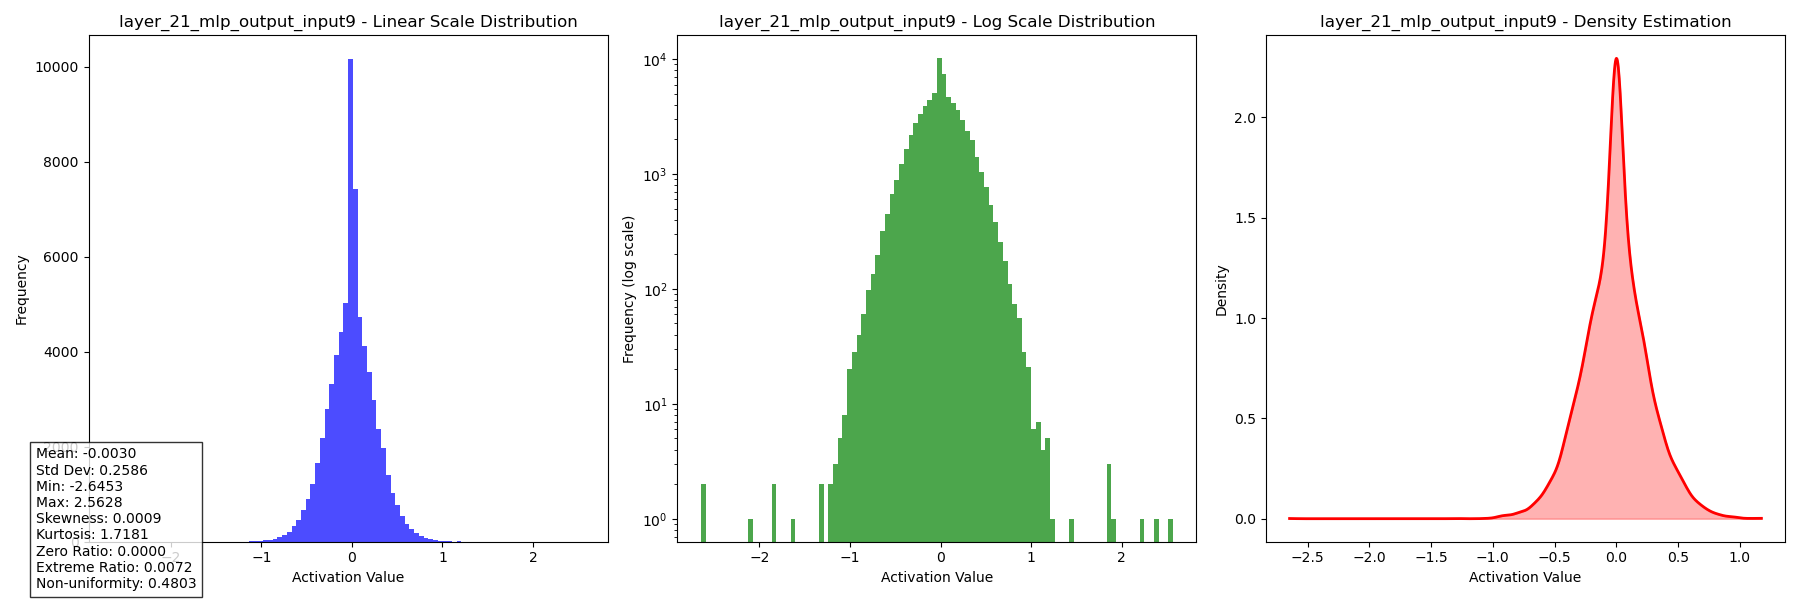 layer_21_mlp_output_input9 - Linear Scale Distribution
10000
8000
6000
4000
2000
0
Frequency
−2
−1
0
1
2
Activation Value
Mean: -0.0030
Std Dev: 0.2586
Min: -2.6453
Max: 2.5628
Skewness: 0.0009
Kurtosis: 1.7181
Zero Ratio: 0.0000
Extreme Ratio: 0.0072
Non-uniformity: 0.4803
layer_21_mlp_output_input9 - Log Scale Distribution
10⁴
10³
10²
10¹
10⁰
Frequency (log scale)
−2
−1
0
1
2
Activation Value
layer_21_mlp_output_input9 - Density Estimation
2.0
1.5
1.0
0.5
0.0
Density
−2.5
−2.0
−1.5
−1.0
−0.5
0.0
0.5
1.0
Activation Value